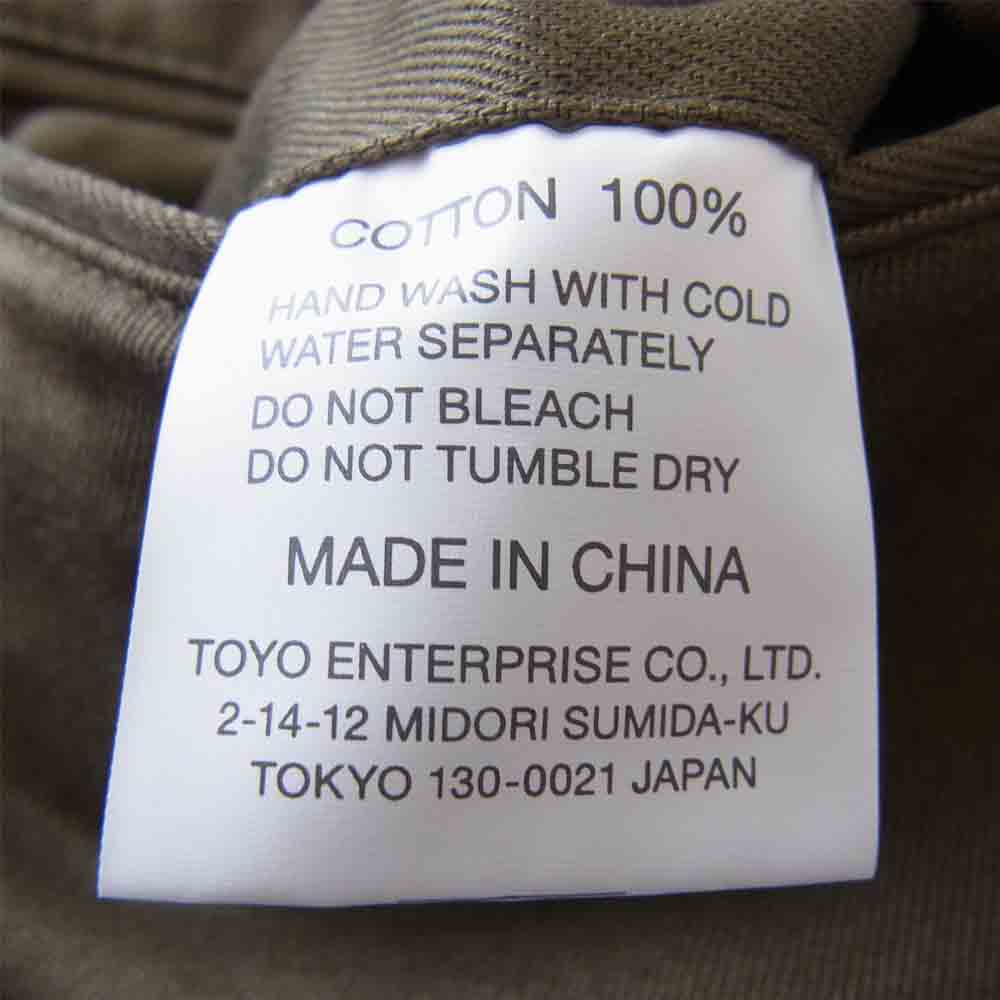 COTTON 100%
HAND WASH WITH COLD
WATER SEPARATELY
DO NOT BLEACH
DO NOT TUMBLE DRY
MADE IN CHINA
TOYO ENTERPRISE CO., LTD.
2-14-12 MIDORI SUMIDA-KU
TOKYO 130-0021 JAPAN